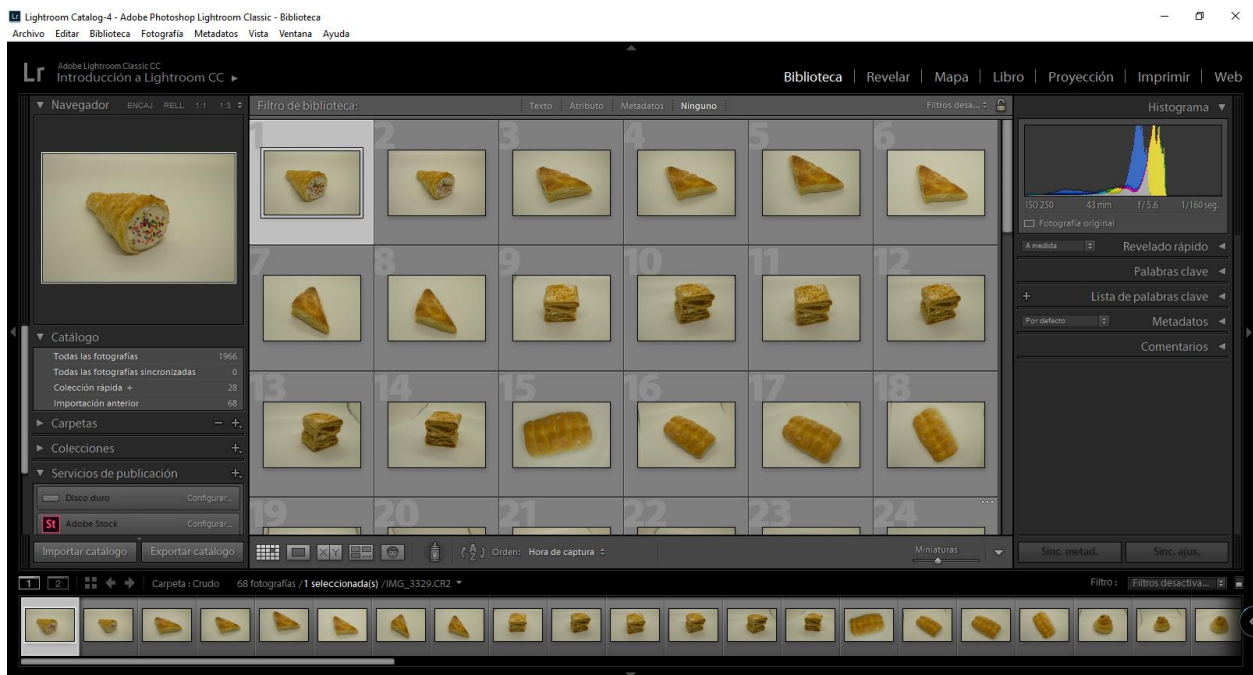 Lr Lightroom Catalog-4 - Adobe Photoshop Lightroom Classic - Biblioteca
Archivo Editar Biblioteca Fotografía Metadatos Vista Ventana Ayuda
Lr Adobe Lightroom Classic CC
Introducción a Lightroom CC
Biblioteca | Revelar | Mapa | Libro | Proyección | Imprimir | Web
Navegador ENCAJ. RELL. 1:1 1:3
Filtro de biblioteca: Texto Atributo Metadatos Ninguno Filtros desa...
Histograma
1 2 3 4 5 6
ISO 250 43 mm f / 5.6 1/160 seg.
Fotografía original
A medida Revelado rápido
Palabras clave
7 8 9 10 11 12
+ Lista de palabras clave
Por defecto Metadatos
Comentarios
Catálogo
Todas las fotografías 1966
Todas las fotografías sincronizadas 0
Colección rápida + 28
Importación anterior 68
13 14 15 16 17 18
Carpetas − +
Colecciones +
Servicios de publicación +
Disco duro Configurar...
St Adobe Stock Configurar...
19 20 21 22 23 24
Importar catálogo Exportar catálogo
XY
Orden: Hora de captura
Miniaturas
Sinc. metad. Sinc. ajus.
1 2 Carpeta : Crudo 68 fotografías / 1 seleccionada(s) / IMG_3329.CR2
Filtro : Filtros desactiva...